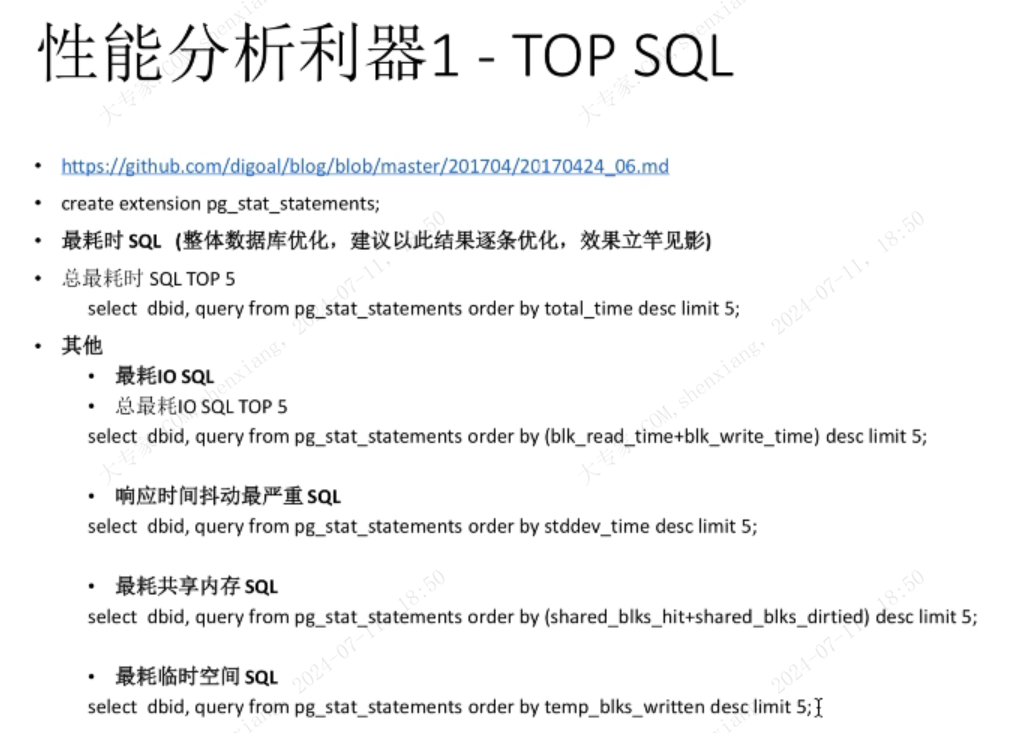 性能分析利器1 - TOP SQL
• https://github.com/digoal/blog/blob/master/201704/20170424_06.md
• create extension pg_stat_statements;
• 最耗时 SQL (整体数据库优化，建议以此结果逐条优化，效果立竿见影)
• 总最耗时 SQL TOP 5
select dbid, query from pg_stat_statements order by total_time desc limit 5;
• 其他
• 最耗IO SQL
• 总最耗IO SQL TOP 5
select dbid, query from pg_stat_statements order by (blk_read_time+blk_write_time) desc limit 5;
• 响应时间抖动最严重 SQL
select dbid, query from pg_stat_statements order by stddev_time desc limit 5;
• 最耗共享内存 SQL
select dbid, query from pg_stat_statements order by (shared_blks_hit+shared_blks_dirtied) desc limit 5;
• 最耗临时空间 SQL
select dbid, query from pg_stat_statements order by temp_blks_written desc limit 5;